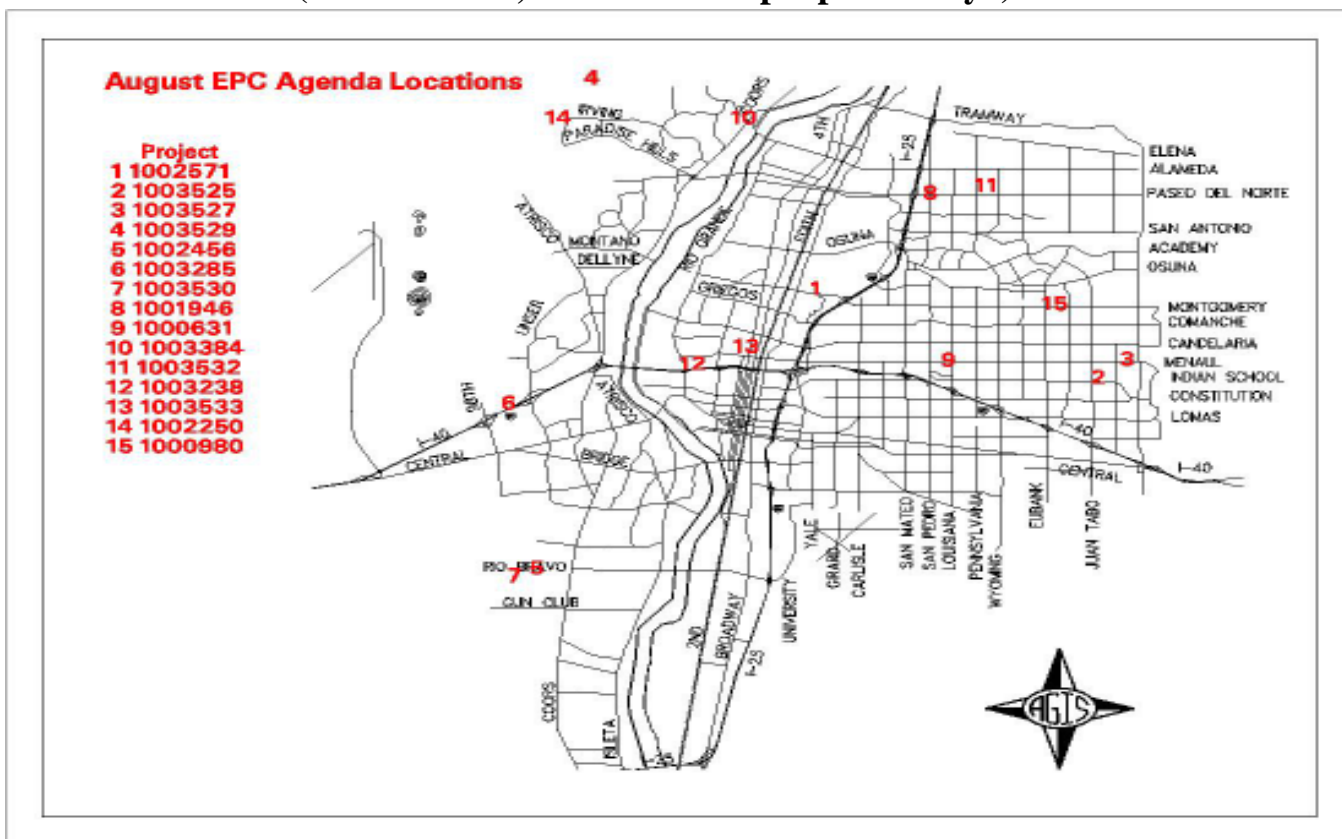 August EPC Agenda Locations
Project
1 1002571
2 1003525
3 1003527
4 1003529
5 1002456
6 1003285
7 1003530
8 1001946
9 1000631
10 1003384
11 1003532
12 1003238
13 1003533
14 1002250
15 1000980
4
14
IRVING
10
PARADISE HILLS
4TH
I-25
TRAMWAY
ELENA
ALAMEDA
8
11
PASEO DEL NORTE
ATRISCO
RIO GRANDE
SAN ANTONIO
MONTANO
OSUNA
ACADEMY
DELLYNE
OSUNA
GRIEGOS
1
15
MONTGOMERY
UNSER
COMANCHE
13
CANDELARIA
12
9
3
MENAUL
2
INDIAN SCHOOL
6
CONSTITUTION
LOMAS
I-40
I-40
CENTRAL
BRIDGE
CENTRAL
I-40
YALE
GIRARD
CARLISLE
SAN MATEO
SAN PEDRO
LOUISIANA
PENNSYLVANIA
WYOMING
EUBANK
JUAN TABO
RIO BRAVO
7
5
GUN CLUB
2ND
BROADWAY
UNIVERSITY
I-25
COORS
ISLETA
AGIS